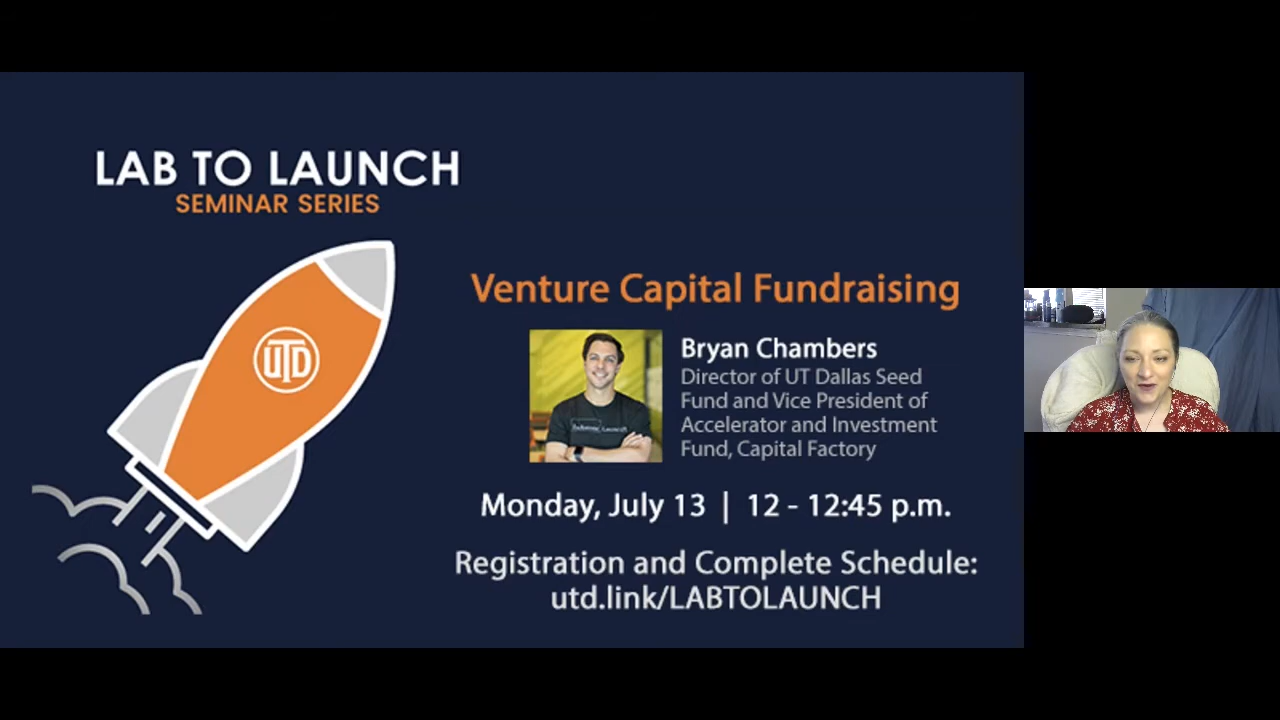 LAB TO LAUNCH
SEMINAR SERIES
UTD
Venture Capital Fundraising
Bryan Chambers
Director of UT Dallas Seed
Fund and Vice President of
Accelerator and Investment
Fund, Capital Factory
Monday, July 13 | 12 - 12:45 p.m.
Registration and Complete Schedule:
utd.link/LABTOLAUNCH